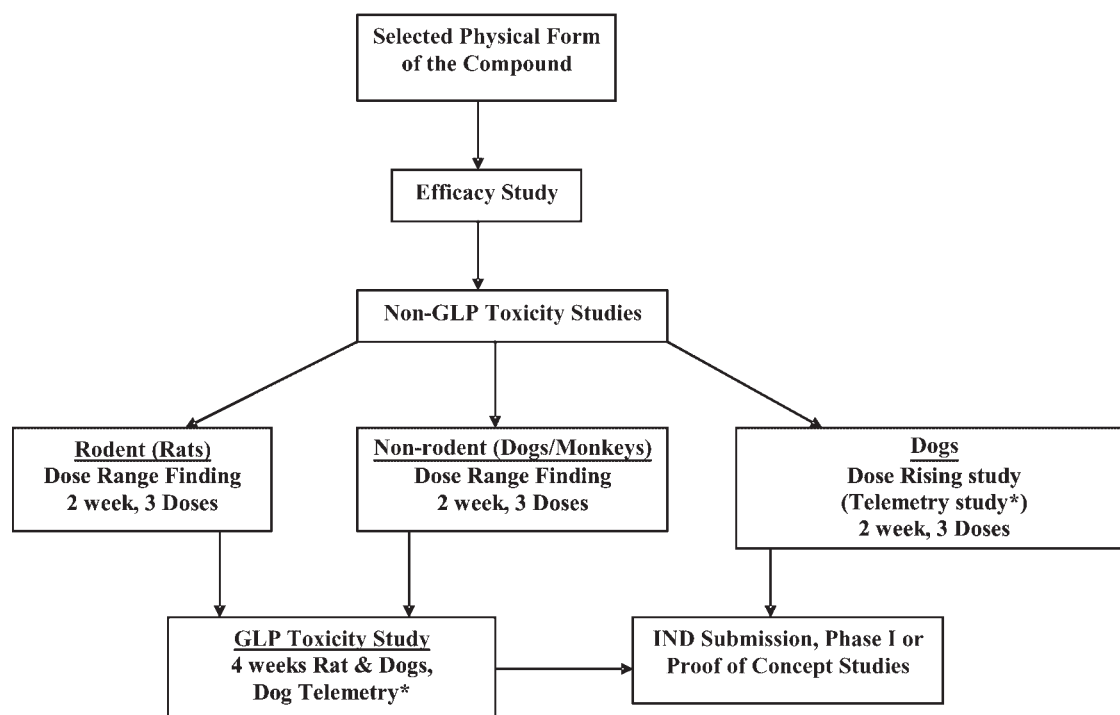 Selected Physical Form
of the Compound
Efficacy Study
Non-GLP Toxicity Studies
Rodent (Rats)
Dose Range Finding
2 week, 3 Doses
Non-rodent (Dogs/Monkeys)
Dose Range Finding
2 week, 3 Doses
Dogs
Dose Rising study
(Telemetry study*)
2 week, 3 Doses
GLP Toxicity Study
4 weeks Rat & Dogs,
Dog Telemetry*
IND Submission, Phase I or
Proof of Concept Studies